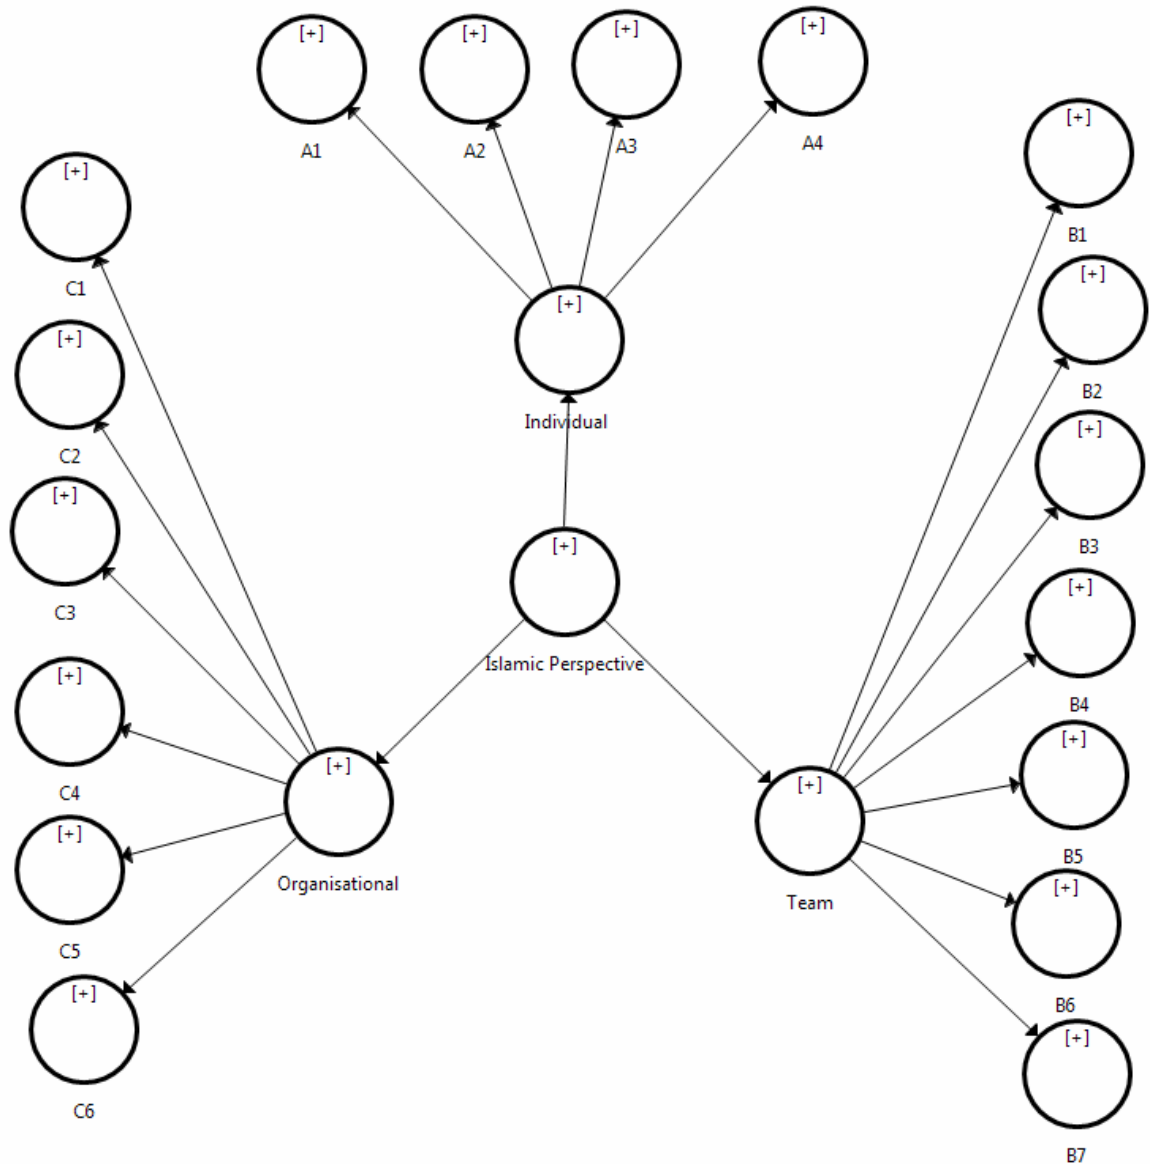 [+]
A1
[+]
A2
[+]
A3
[+]
A4
[+]
C1
[+]
C2
[+]
C3
[+]
C4
[+]
C5
[+]
C6
[+]
Individual
[+]
Islamic Perspective
[+]
Organisational
[+]
Team
[+]
B1
[+]
B2
[+]
B3
[+]
B4
[+]
B5
[+]
B6
[+]
B7